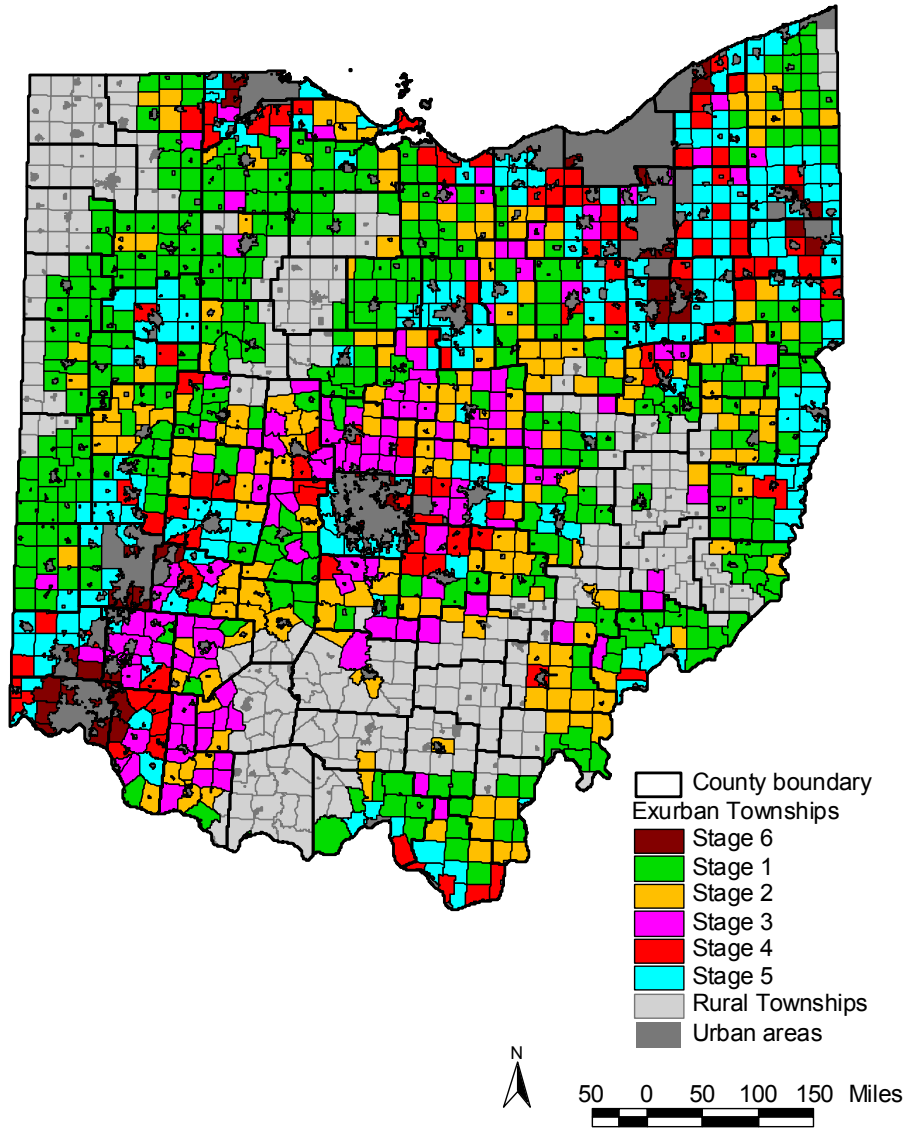 County boundary
Exurban Townships
Stage 6
Stage 1
Stage 2
Stage 3
Stage 4
Stage 5
Rural Townships
Urban areas
N
50 0 50 100 150 Miles